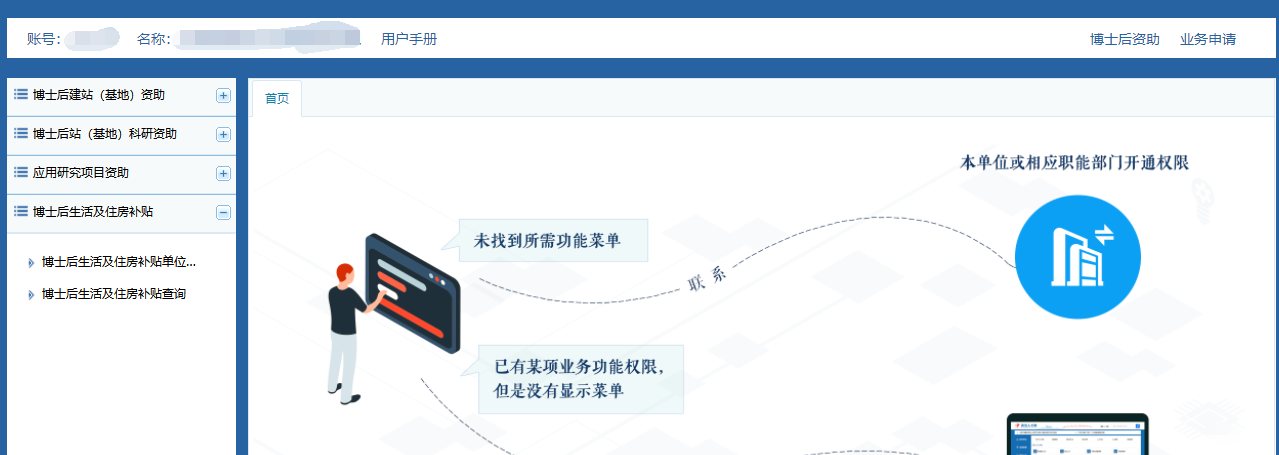 账号: 名称: 用户手册 博士后资助 业务申请
博士后建站（基地）资助
首页
博士后站（基地）科研资助
应用研究项目资助
博士后生活及住房补贴
博士后生活及住房补贴单位...
博士后生活及住房补贴查询
本单位或相应职能部门开通权限
未找到所需功能菜单
联系
已有某项业务功能权限，
但是没有显示菜单